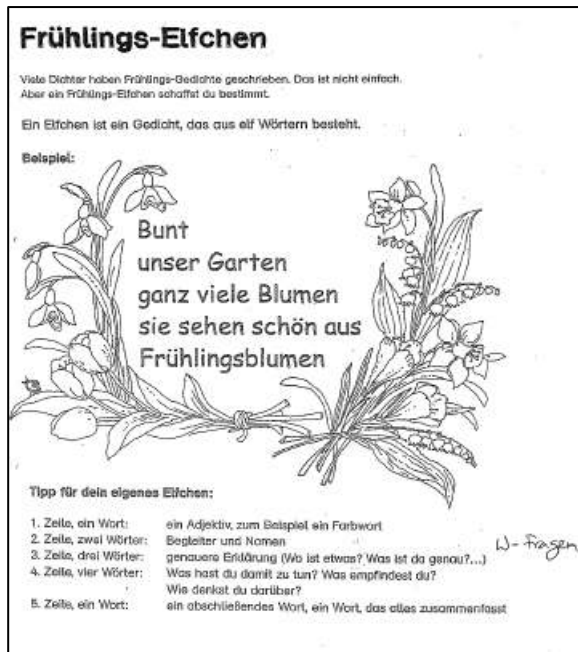 Frühlings-Elfchen
Viele Dichter haben Frühlings-Gedichte geschrieben. Das ist nicht einfach.
Aber ein Frühlings-Elfchen schaffst du bestimmt.
Ein Elfchen ist ein Gedicht, das aus elf Wörtern besteht.
Beispiel:
Bunt
unser Garten
ganz viele Blumen
sie sehen schön aus
Frühlingsblumen
Tipp für dein eigenes Elfchen:
1. Zeile, ein Wort: ein Adjektiv, zum Beispiel ein Farbwort
2. Zeile, zwei Wörter: Begleiter und Nomen
3. Zeile, drei Wörter: genauere Erklärung (Wo ist etwas? Was ist da genau?...) W-Fragen
4. Zeile, vier Wörter: Was hast du damit zu tun? Was empfindest du?
Wie denkst du darüber?
5. Zeile, ein Wort: ein abschließendes Wort, ein Wort, das alles zusammenfasst